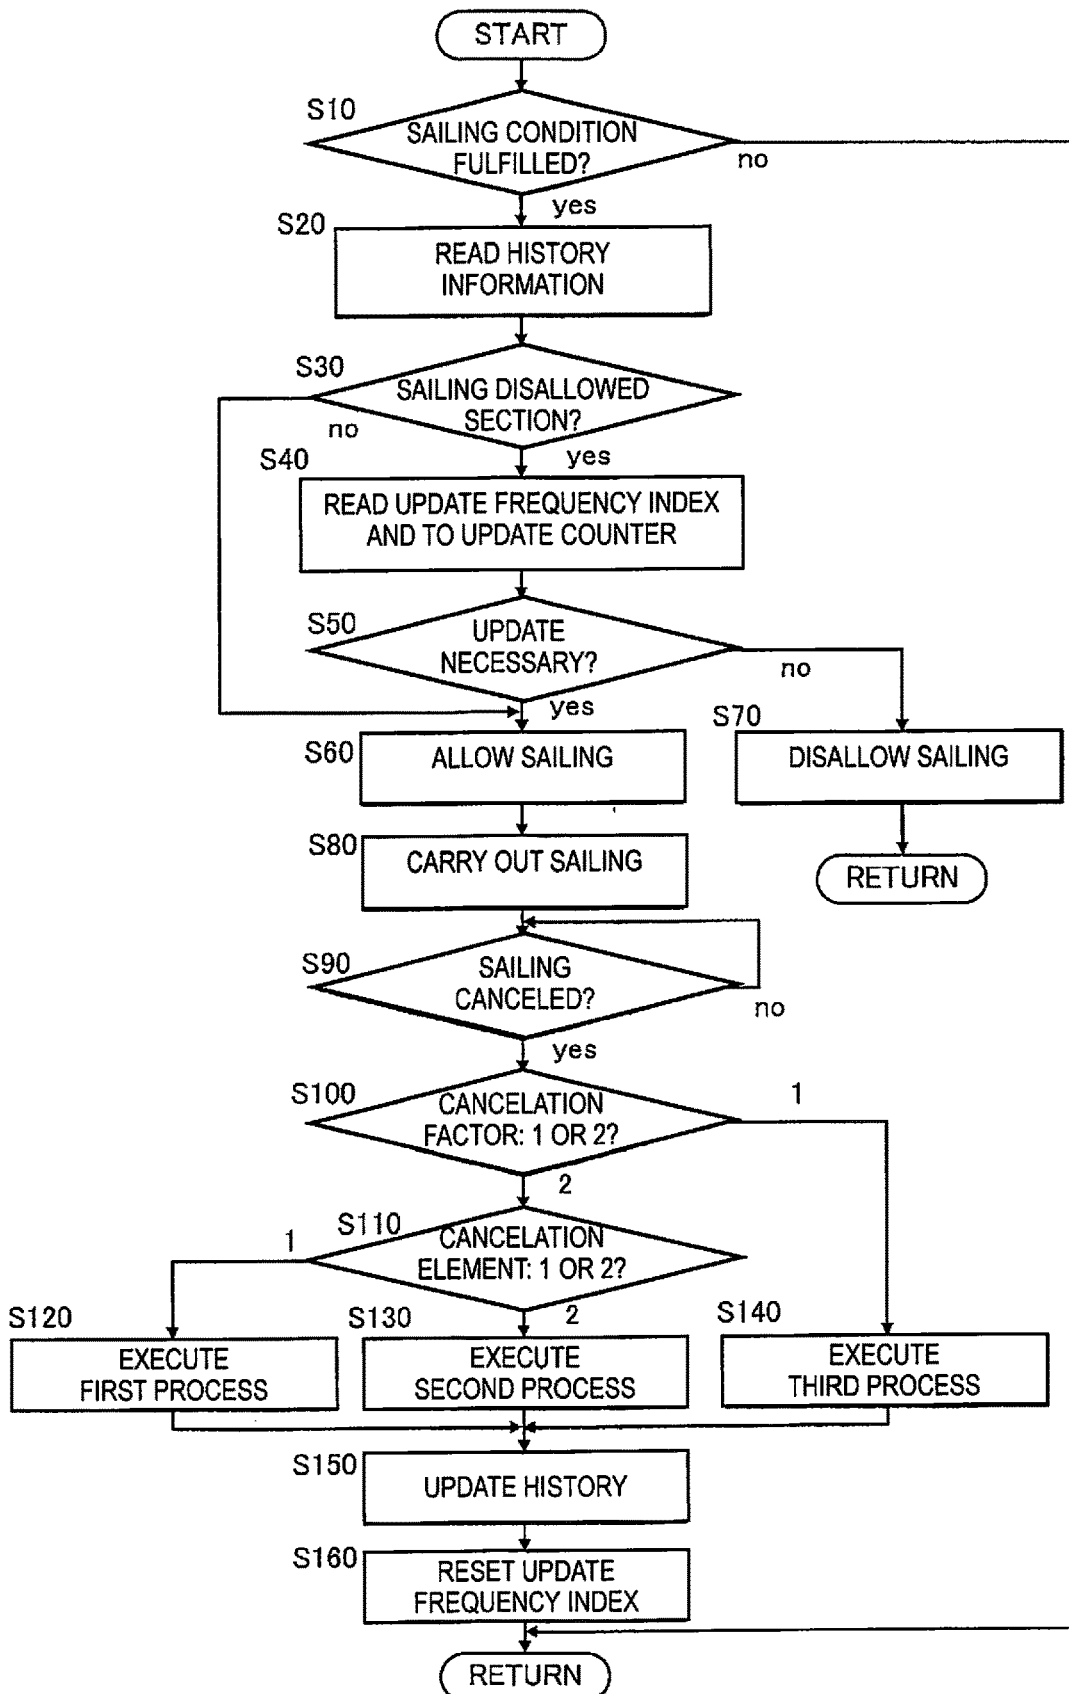 START
S10
SAILING CONDITION
FULFILLED?
no
yes
S20
READ HISTORY
INFORMATION
S30
SAILING DISALLOWED
SECTION?
no
yes
S40
READ UPDATE FREQUENCY INDEX
AND TO UPDATE COUNTER
S50
UPDATE
NECESSARY?
no
yes
S60
ALLOW SAILING
S70
DISALLOW SAILING
S80
CARRY OUT SAILING
RETURN
S90
SAILING
CANCELED?
no
yes
S100
CANCELATION
FACTOR: 1 OR 2?
1
2
S110
CANCELATION
ELEMENT: 1 OR 2?
1
2
S120
EXECUTE
FIRST PROCESS
S130
EXECUTE
SECOND PROCESS
S140
EXECUTE
THIRD PROCESS
S150
UPDATE HISTORY
S160
RESET UPDATE
FREQUENCY INDEX
RETURN